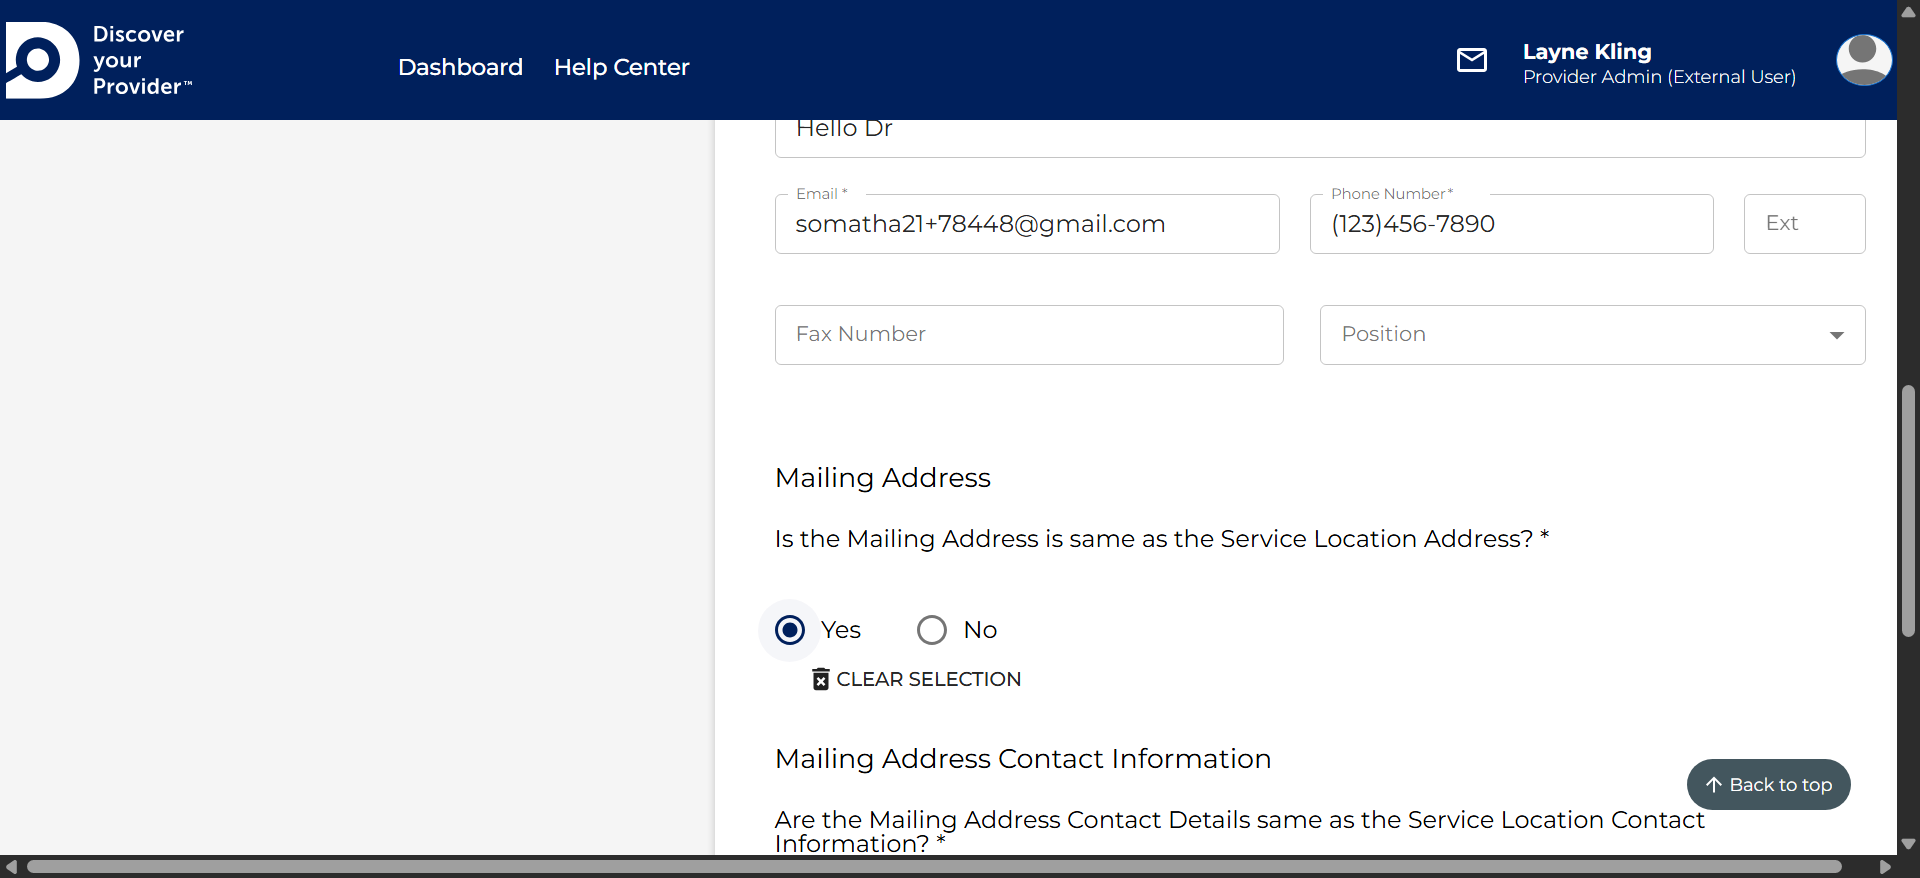 Discover
your
Provider™
Dashboard
Help Center
Layne Kling
Provider Admin (External User)
Hello Dr
Email *
somatha21+78448@gmail.com
Phone Number*
(123)456-7890
Ext
Fax Number
Position
Mailing Address
Is the Mailing Address is same as the Service Location Address? *
Yes
No
CLEAR SELECTION
Mailing Address Contact Information
Back to top
Are the Mailing Address Contact Details same as the Service Location Contact
Information? *